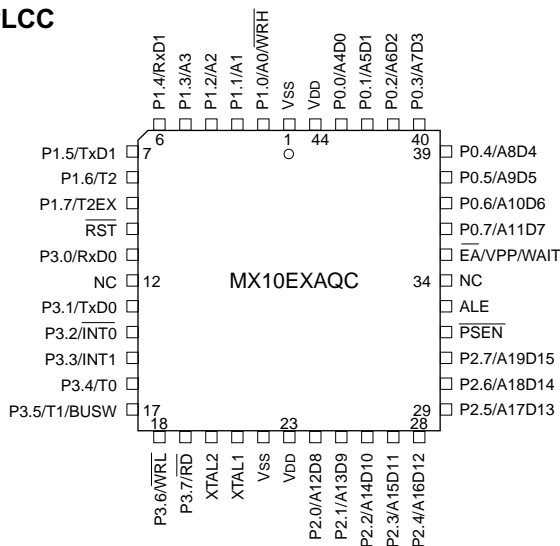 LCC
P1.4/RxD1
P1.3/A3
P1.2/A2
P1.1/A1
P1.0/A0/WRH
VSS
VDD
P0.0/A4D0
P0.1/A5D1
P0.2/A6D2
P0.3/A7D3
6
1
44
40
P1.5/TxD1
7
39
P0.4/A8D4
P1.6/T2
P0.5/A9D5
P1.7/T2EX
P0.6/A10D6
RST
P0.7/A11D7
P3.0/RxD0
EA/VPP/WAIT
NC
12
MX10EXAQC
34
NC
P3.1/TxD0
ALE
P3.2/INT0
PSEN
P3.3/INT1
P2.7/A19D15
P3.4/T0
P2.6/A18D14
P3.5/T1/BUSW
17
29
P2.5/A17D13
18
23
28
P3.6/WRL
P3.7/RD
XTAL2
XTAL1
VSS
VDD
P2.0/A12D8
P2.1/A13D9
P2.2/A14D10
P2.3/A15D11
P2.4/A16D12